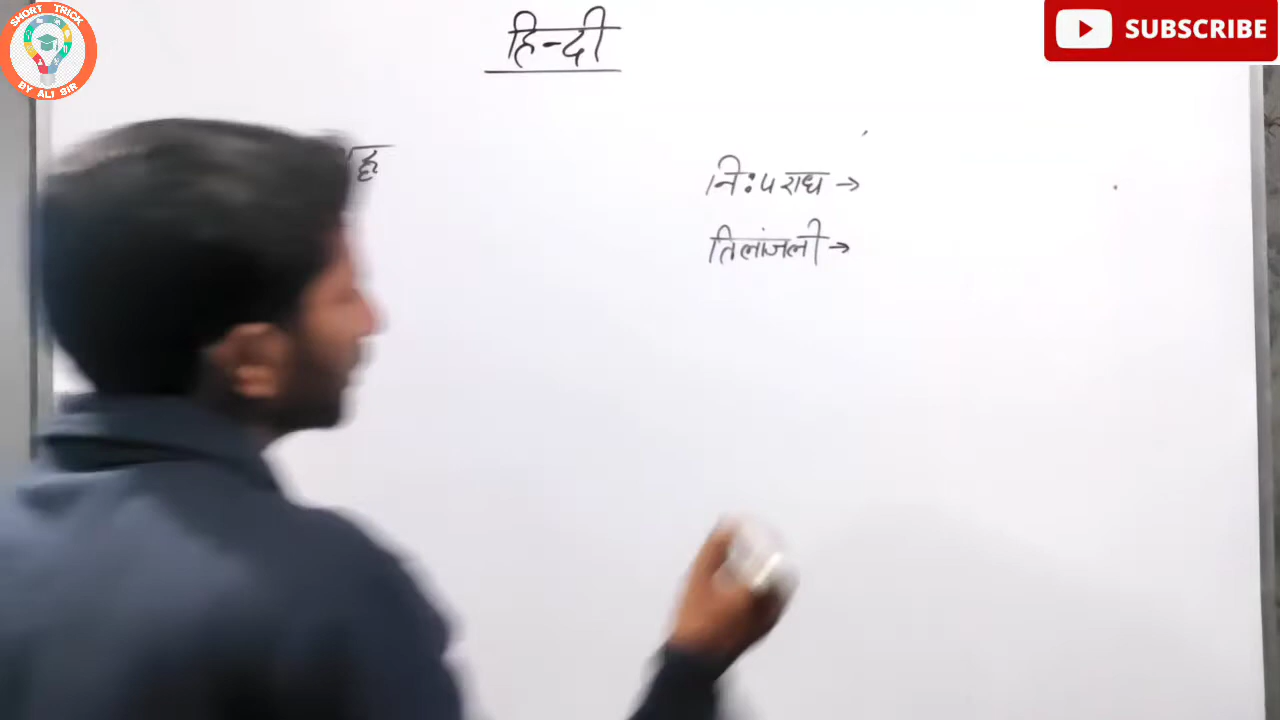 SHORT TRICK
BY ALI SIR
SUBSCRIBE
हिन्दी
नि:पराध →
तिलांजली →